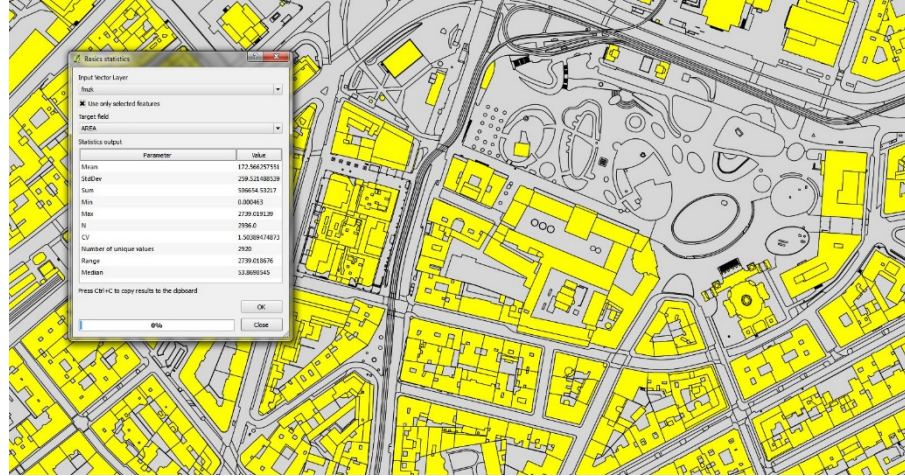 Basics statistics
Input Vector Layer
fmzk
Use only selected features
Target field
AREA
Statistics output
Parameter Value
Mean 172.566257551
StdDev 259.521488539
Sum 506654.53217
Min 0.000463
Max 2739.019139
N 2936.0
CV 1.50389474873
Number of unique values 2920
Range 2739.018676
Median 53.8698545
Press Ctrl+C to copy results to the clipboard
OK
0% Close